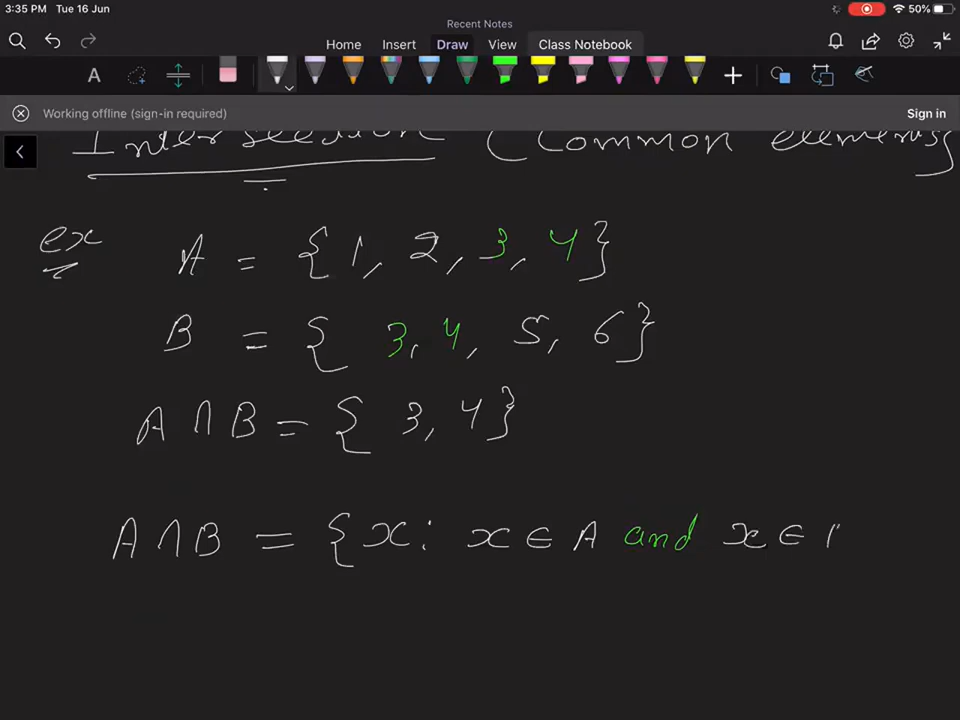 3:35 PM Tue 16 Jun 50%
Recent Notes
Home Insert Draw View Class Notebook
A
Working offline (sign-in required) Sign in
Intersection (Common elements)
ex A = {1, 2, 3, 4}
B = { 3, 4, 5, 6}
A ∩ B = { 3, 4}
A ∩ B = {x : x ∈ A and x ∈